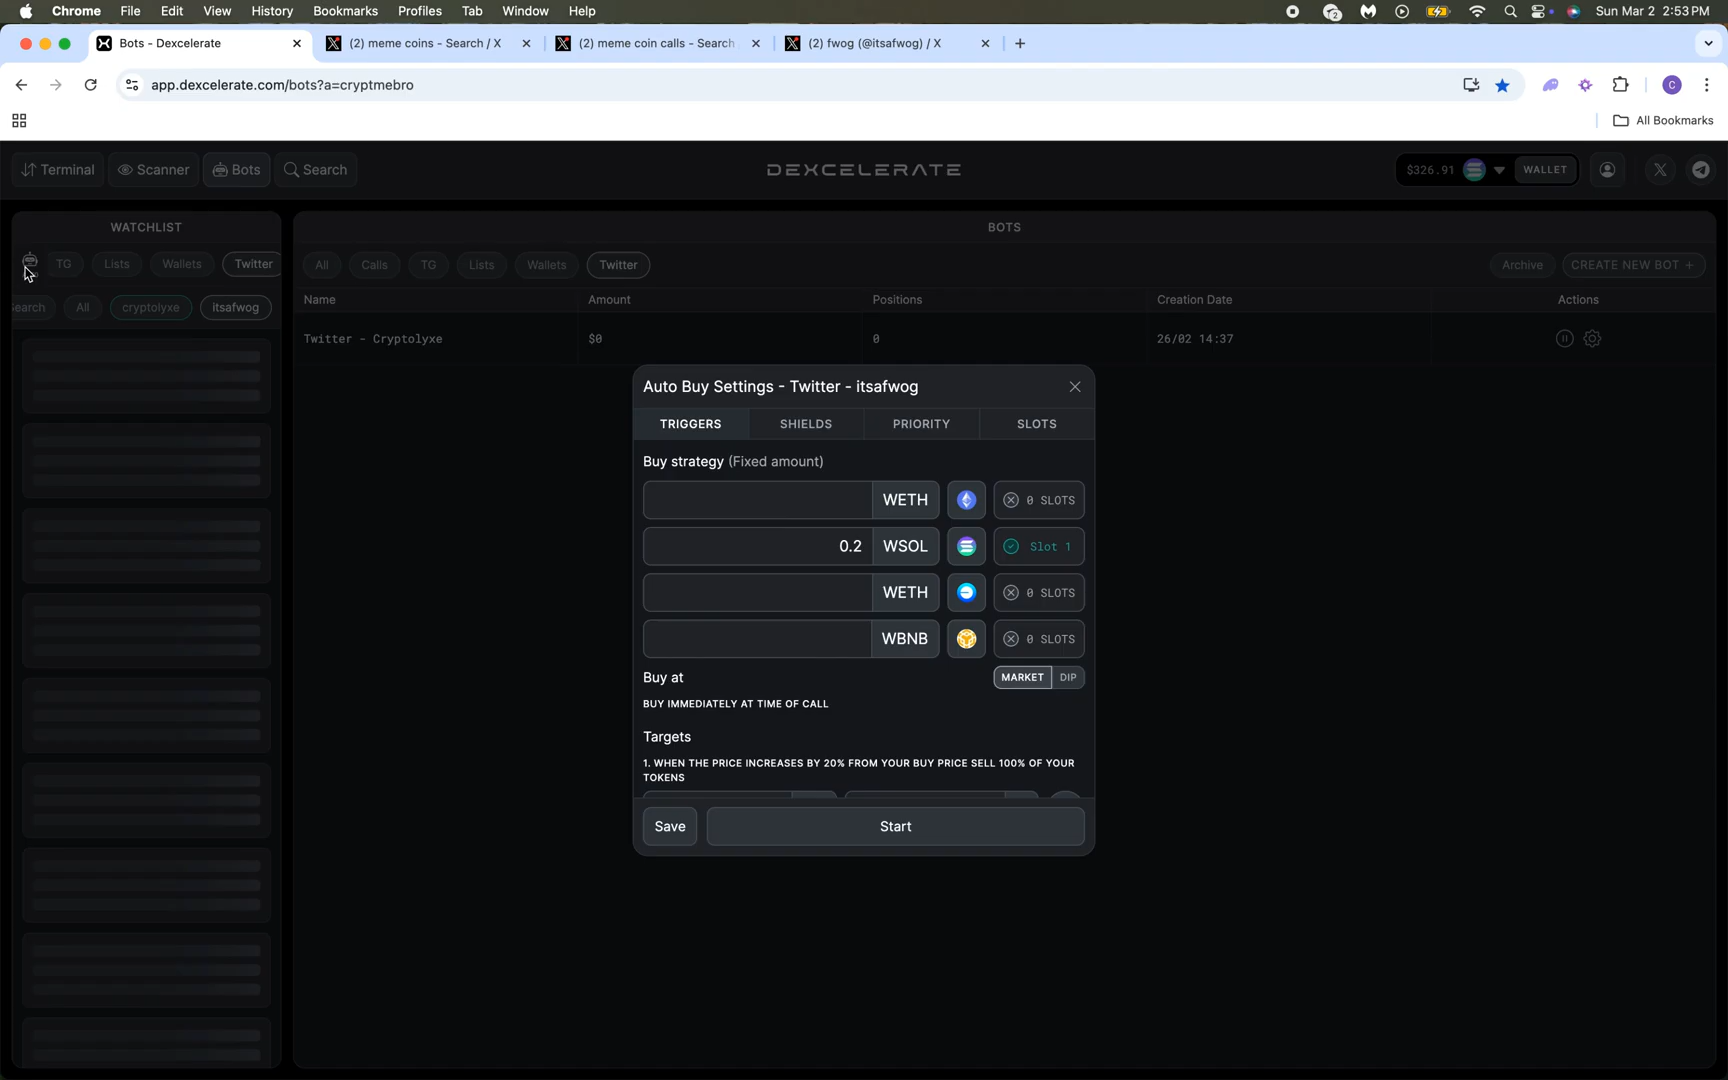 Chrome File Edit View History Bookmarks Profiles Tab Window Help 2 Sun Mar 2 2:53 PM
Bots - Dexcelerate (2) meme coins - Search / X (2) meme coin calls - Search (2) fwog (@itsafwog) / X
app.dexcelerate.com/bots?a=cryptmebro C
All Bookmarks
Terminal Scanner Bots Search DEXCELERATE $326.91 WALLET
WATCHLIST BOTS
TG Lists Wallets Twitter All Calls TG Lists Wallets Twitter Archive CREATE NEW BOT +
Name Amount Positions Creation Date Actions
earch All cryptolyxe itsafwog
Twitter - Cryptolyxe $0 0 26/02 14:37
Auto Buy Settings - Twitter - itsafwog
TRIGGERS SHIELDS PRIORITY SLOTS
Buy strategy (Fixed amount)
WETH 0 SLOTS
0.2 WSOL Slot 1
WETH 0 SLOTS
WBNB 0 SLOTS
Buy at MARKET DIP
BUY IMMEDIATELY AT TIME OF CALL
Targets
1. WHEN THE PRICE INCREASES BY 20% FROM YOUR BUY PRICE SELL 100% OF YOUR
TOKENS
Save Start